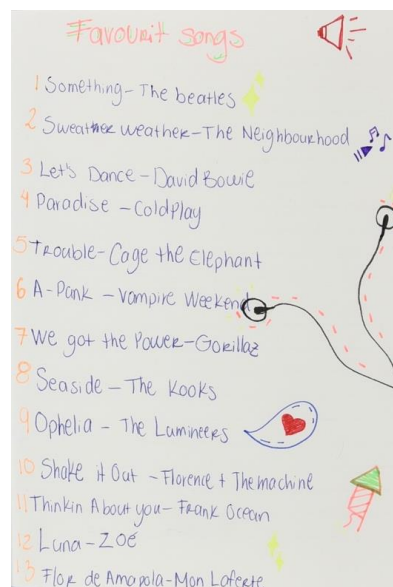 Favourit songs
1 Something - The beatles
2 Sweather weather - The Neighbourhood
3 Let's Dance - David Bowie
4 Paradise - ColdPlay
5 Trouble - Cage the Elephant
6 A-Pank - Vampire Weekend
7 We got the Power - Gorillaz
8 Seaside - The Kooks
9 Ophelia - The Lumineers
10 Shake it Out - Florence + The machine
11 Thinkin About you - Frank Ocean
12 Luna - Zoé
13 Flor de Amapola - Mon Laferte